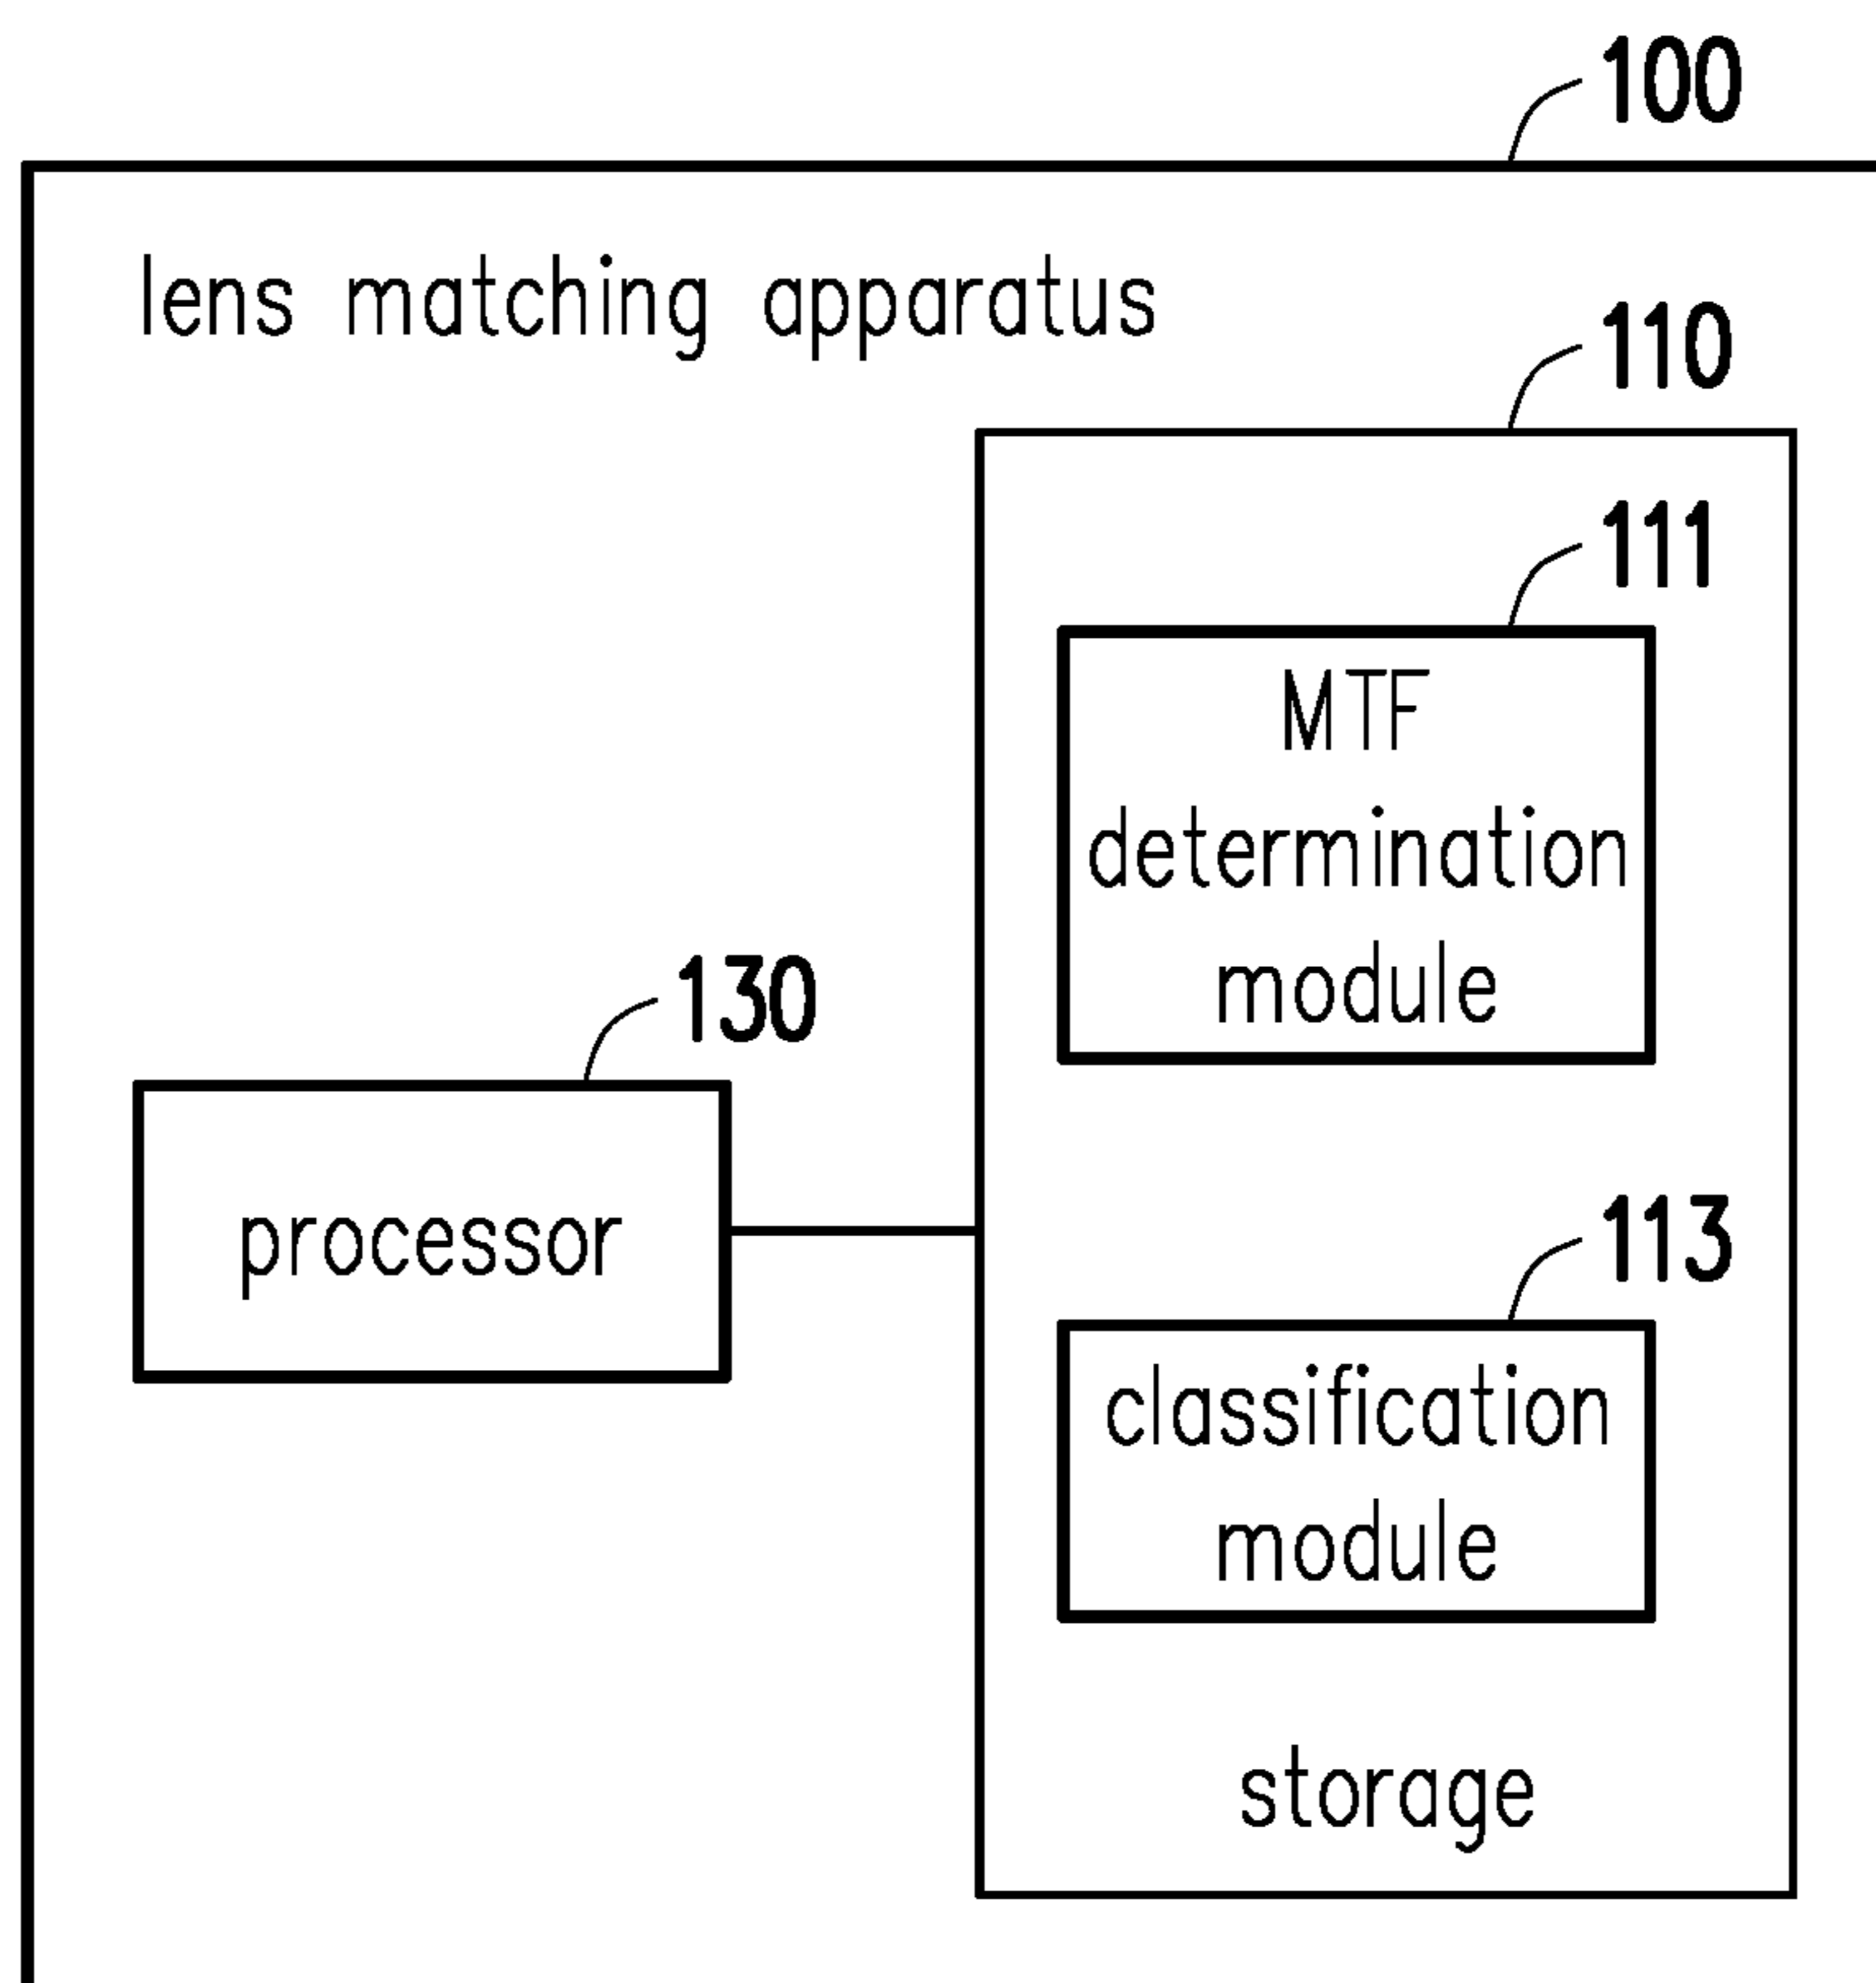 100
lens matching apparatus
110
111
MTF
determination
module
130
processor
113
classification
module
storage